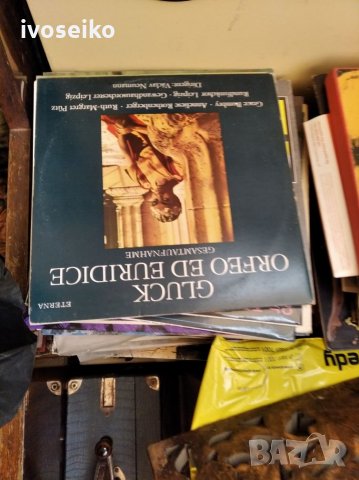 ivoseiko
ETERNA
GLUCK
ORFEO ED EURIDICE
GESAMTAUFNAHME
Grace Bumbry · Anneliese Rothenberger · Ruth-Margret Pütz
Rundfunkchor Leipzig · Gewandhausorchester Leipzig
Dirigent: Václav Neumann
edy
BAZAR